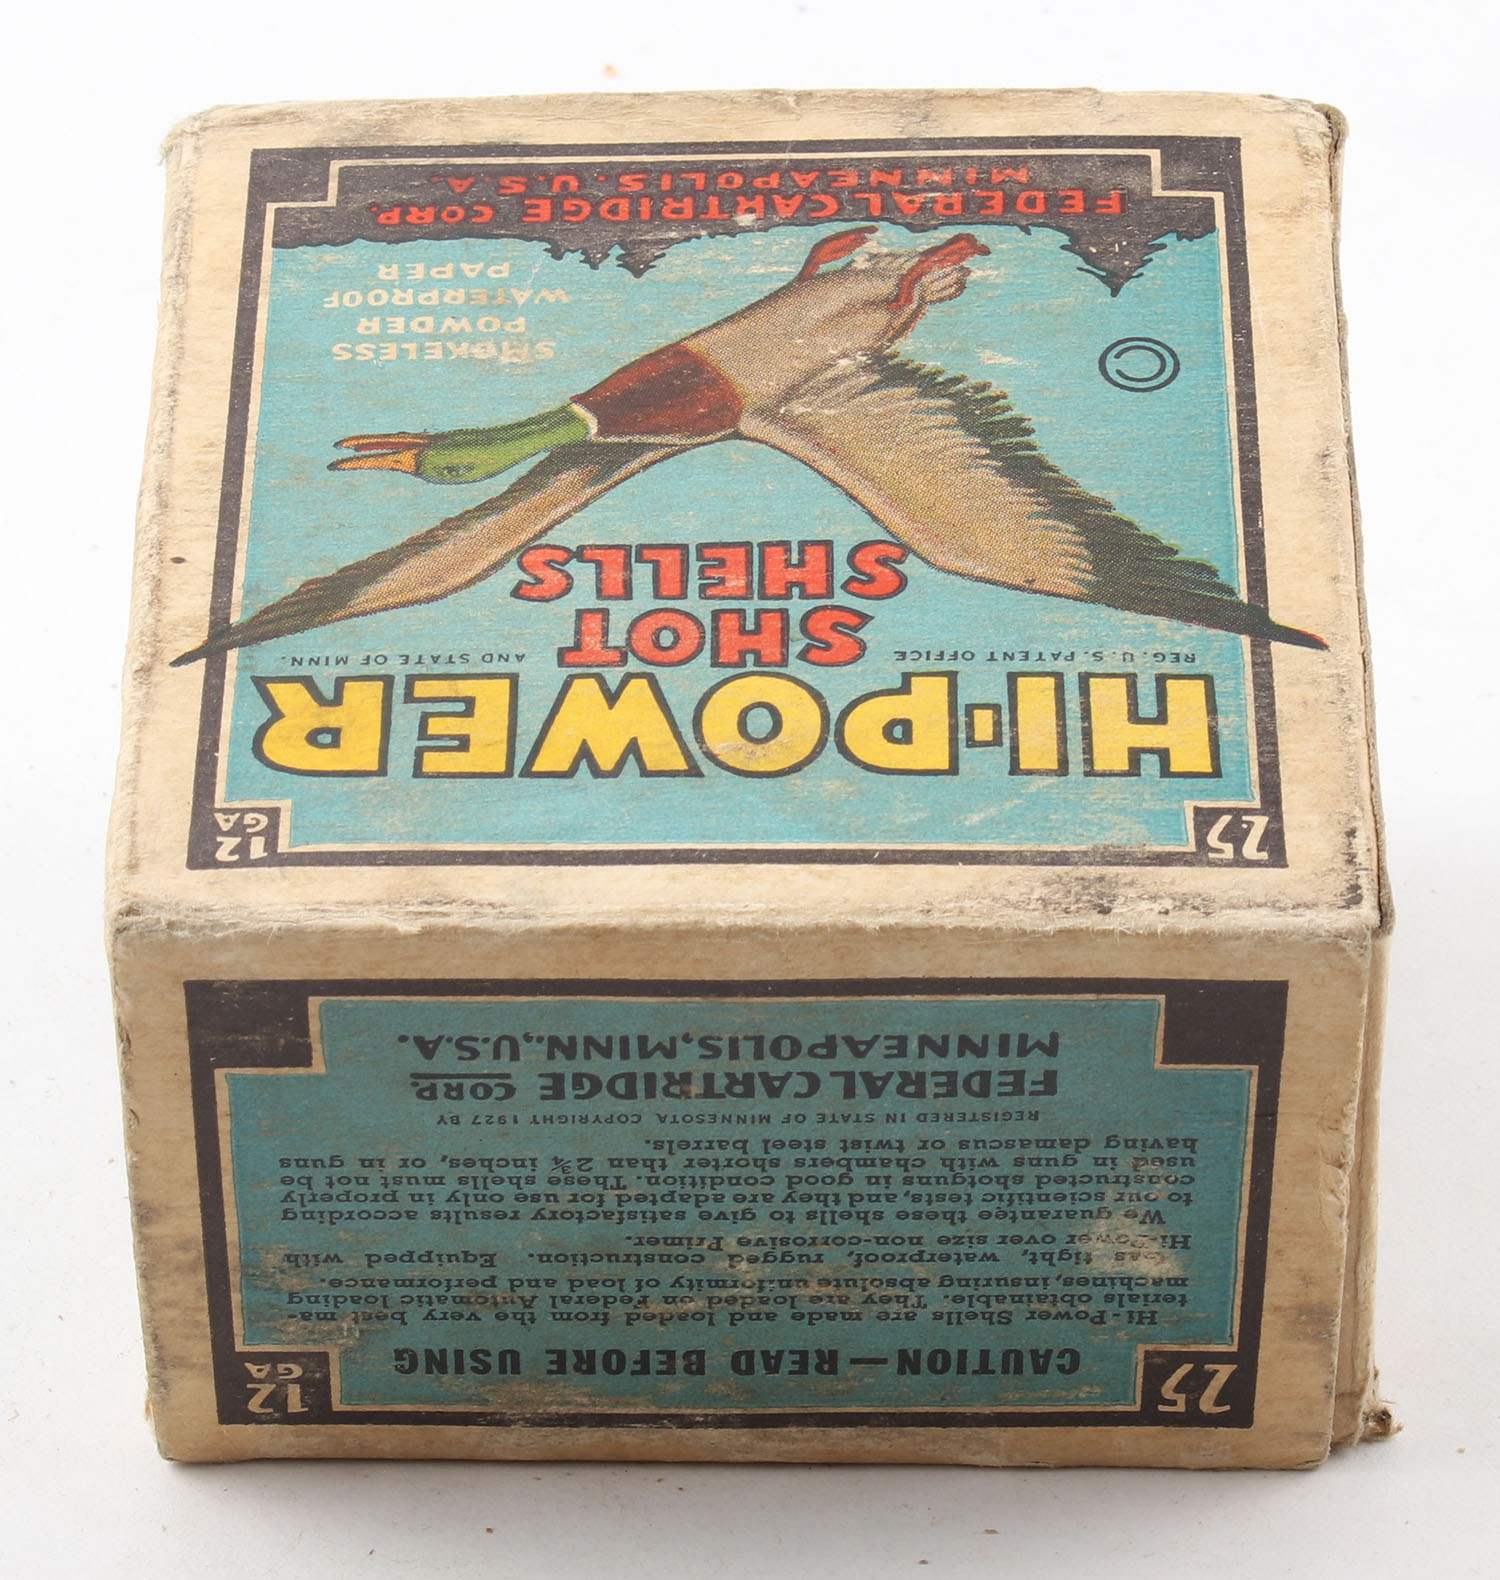 25
12
GA
HI-POWER
REG. U.S. PATENT OFFICE
AND STATE OF MINN.
SHOT
SHELLS
©
SMOKELESS
POWDER
WATERPROOF
PAPER
FEDERAL CARTRIDGE CORP.
MINNEAPOLIS. U.S.A.
25
12
GA
CAUTION—READ BEFORE USING
Hi-Power Shells are made and loaded from the very best ma-
terials obtainable. They are loaded on Federal Automatic loading
machines, insuring absolute uniformity of load and performance.
gas tight, waterproof, rugged construction. Equipped with
Hi-Power over size non-corrosive Primer.
We guarantee these shells to give satisfactory results according
to our scientific tests, and they are adapted for use only in properly
constructed shotguns in good condition. These shells must not be
used in guns with chambers shorter than 2¾ inches, or in guns
having damascus or twist steel barrels.
REGISTERED IN STATE OF MINNESOTA COPYRIGHT 1927 BY
FEDERAL CARTRIDGE CORP.
MINNEAPOLIS, MINN., U.S.A.